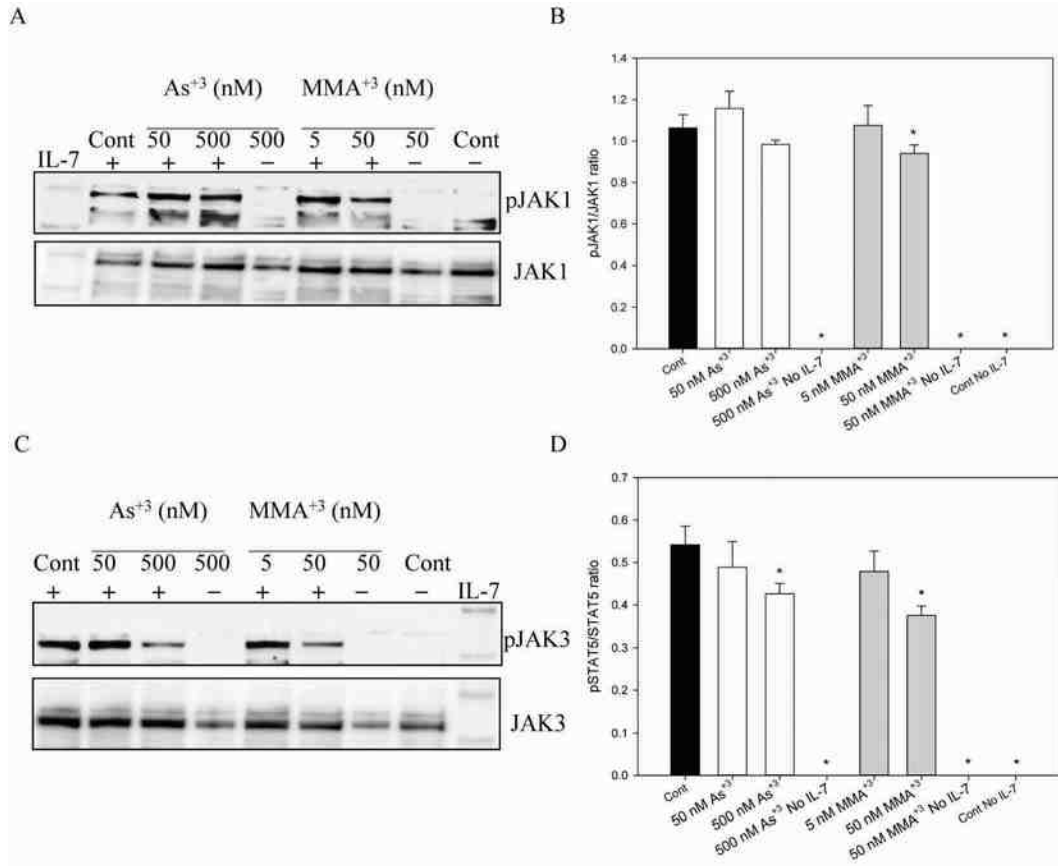 A
As+3 (nM)
MMA+3 (nM)
Cont 50 500 500 5 50 50 Cont
IL-7 + + + − + + − −
pJAK1
JAK1
B
1.4
1.2
1.0
0.8
0.6
0.4
0.2
0.0
pJAK1/JAK1 ratio
* * * *
Cont
50 nM As+3
500 nM As+3
500 nM As+3 No IL-7
5 nM MMA+3
50 nM MMA+3
50 nM MMA+3 No IL-7
Cont No IL-7
C
As+3 (nM)
MMA+3 (nM)
Cont 50 500 500 5 50 50 Cont
+ + + − + + − − IL-7
pJAK3
JAK3
D
0.7
0.6
0.5
0.4
0.3
0.2
0.1
0.0
pSTAT5/STAT5 ratio
* * * * *
Cont
50 nM As+3
500 nM As+3
500 nM As+3 No IL-7
5 nM MMA+3
50 nM MMA+3
50 nM MMA+3 No IL-7
Cont No IL-7